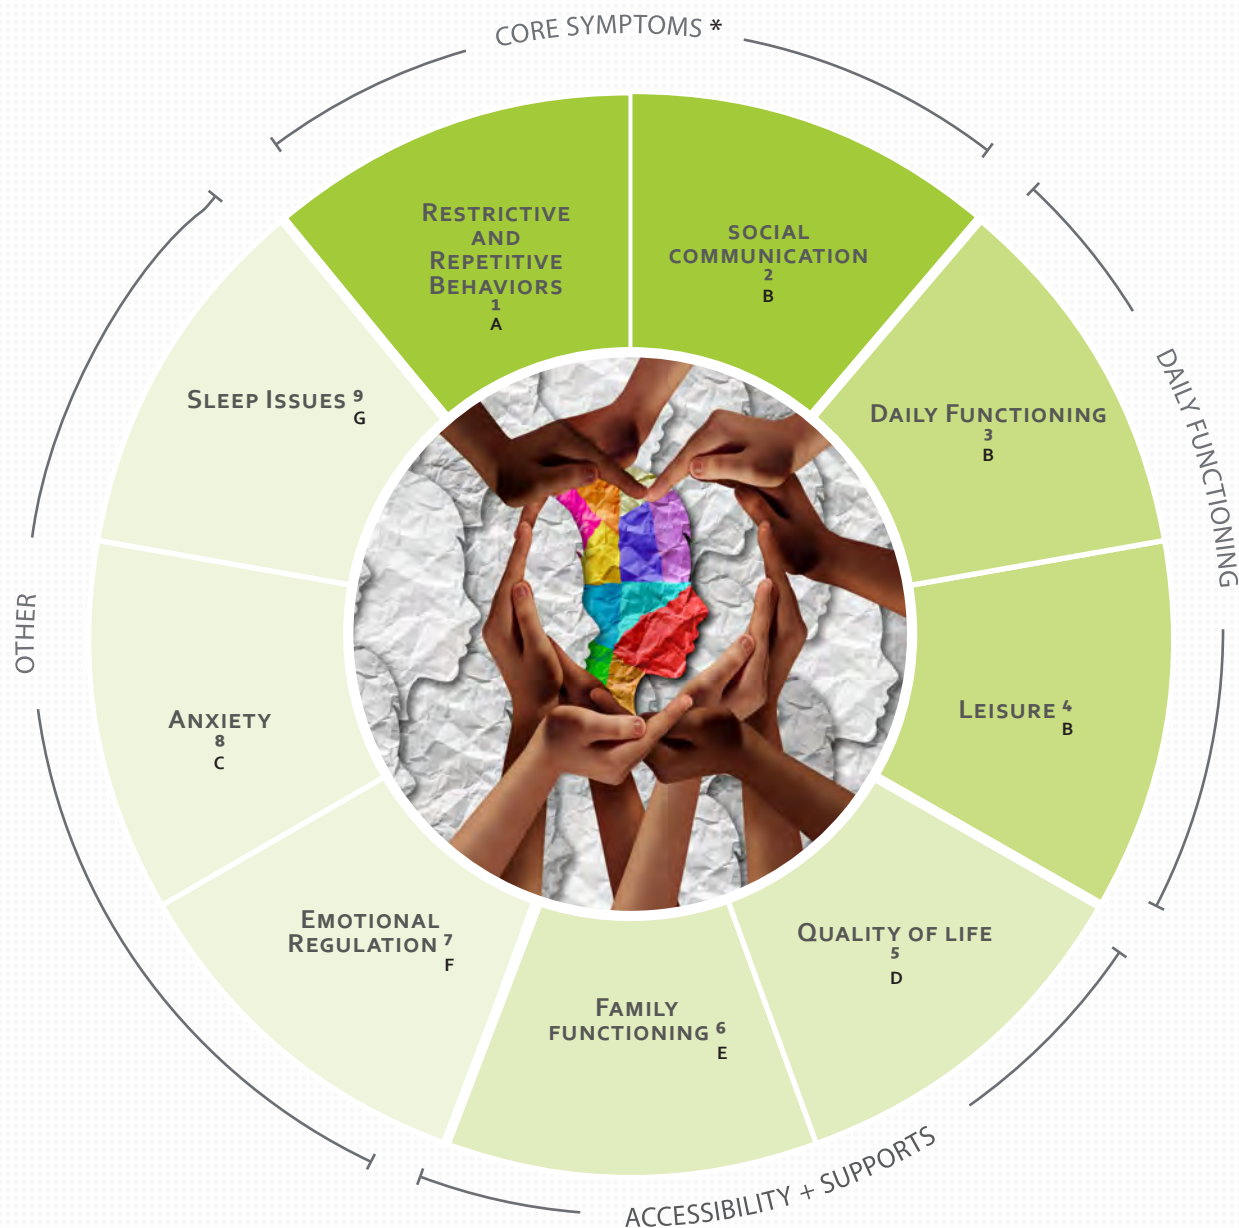 CORE SYMPTOMS *
RESTRICTIVE
AND
REPETITIVE
BEHAVIORS
1
A
SOCIAL
COMMUNICATION
2
B
DAILY FUNCTIONING
DAILY FUNCTIONING
3
B
LEISURE 4
B
ACCESSIBILITY + SUPPORTS
QUALITY OF LIFE
5
D
FAMILY
FUNCTIONING 6
E
OTHER
EMOTIONAL
REGULATION 7
F
ANXIETY
8
C
SLEEP ISSUES 9
G